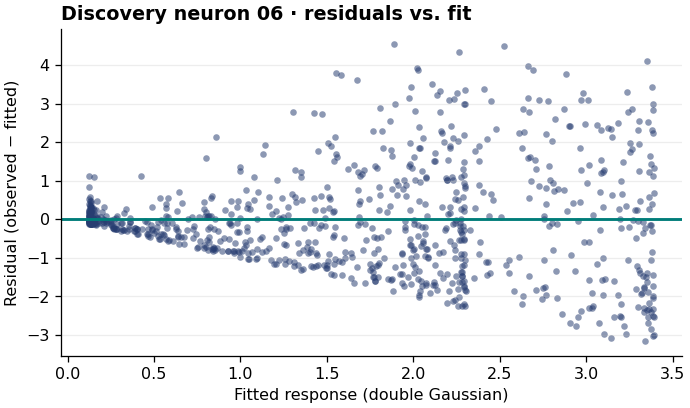 Discovery neuron 06 · residuals vs. fit
Residual (observed − fitted)
4
3
2
1
0
−1
−2
−3
0.0 0.5 1.0 1.5 2.0 2.5 3.0 3.5
Fitted response (double Gaussian)